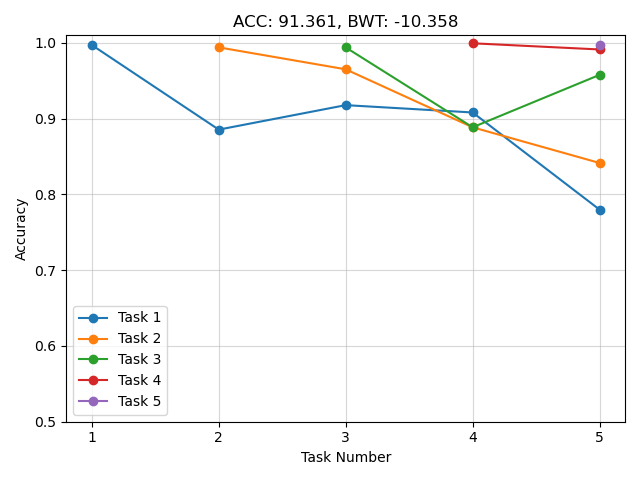 ACC: 91.361, BWT: -10.358
1.0
0.9
0.8
0.7
0.6
0.5
Accuracy
Task 1
Task 2
Task 3
Task 4
Task 5
1 2 3 4 5
Task Number